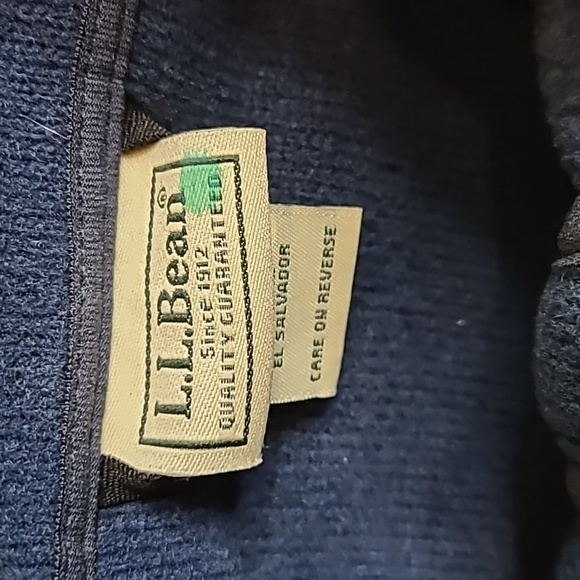 L.L.Bean®
Since 1912
QUALITY GUARANTEED
EL SALVADOR
CARE ON REVERSE